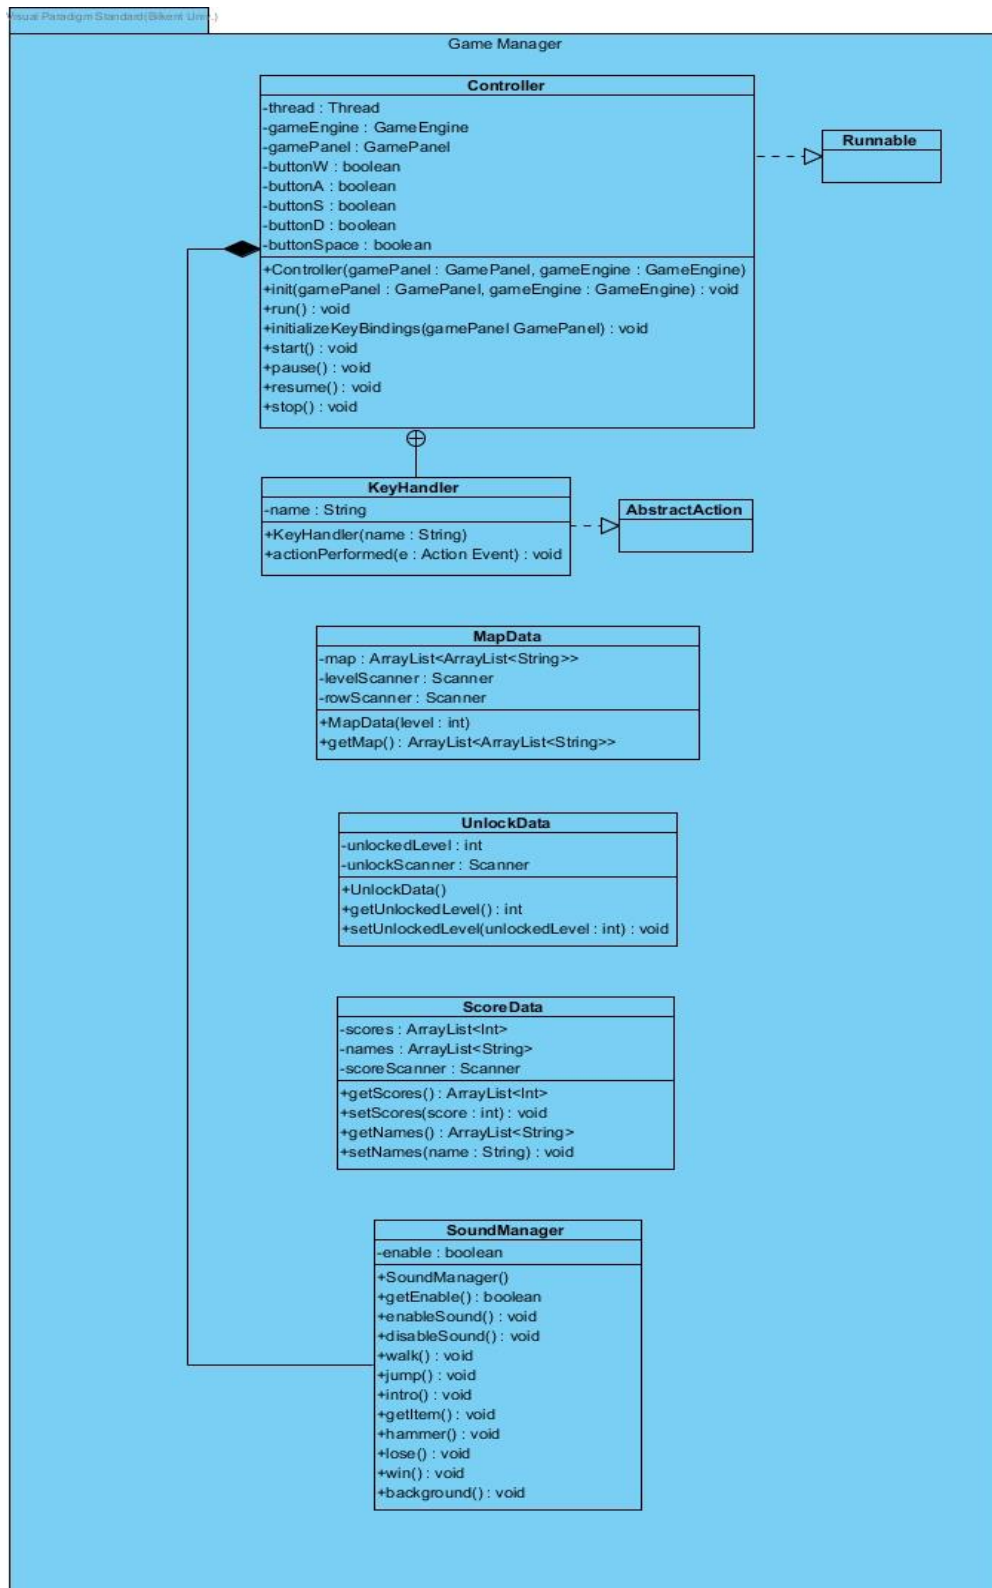 Visual Paradigm Standard(Bilkent Univ.)
Game Manager
Controller
-thread : Thread
-gameEngine : GameEngine
-gamePanel : GamePanel
-buttonW : boolean
-buttonA : boolean
-buttonS : boolean
-buttonD : boolean
-buttonSpace : boolean
+Controller(gamePanel : GamePanel, gameEngine : GameEngine)
+init(gamePanel : GamePanel, gameEngine : GameEngine) : void
+run() : void
+initializeKeyBindings(gamePanel GamePanel) : void
+start() : void
+pause() : void
+resume() : void
+stop() : void
Runnable
KeyHandler
-name : String
+KeyHandler(name : String)
+actionPerformed(e : Action Event) : void
AbstractAction
MapData
-map : ArrayList<ArrayList<String>>
-levelScanner : Scanner
-rowScanner : Scanner
+MapData(level : int)
+getMap() : ArrayList<ArrayList<String>>
UnlockData
-unlockedLevel : int
-unlockScanner : Scanner
+UnlockData()
+getUnlockedLevel() : int
+setUnlockedLevel(unlockedLevel : int) : void
ScoreData
-scores : ArrayList<Int>
-names : ArrayList<String>
-scoreScanner : Scanner
+getScores() : ArrayList<Int>
+setScores(score : int) : void
+getNames() : ArrayList<String>
+setNames(name : String) : void
SoundManager
-enable : boolean
+SoundManager()
+getEnable() : boolean
+enableSound() : void
+disableSound() : void
+walk() : void
+jump() : void
+intro() : void
+getItem() : void
+hammer() : void
+lose() : void
+win() : void
+background() : void